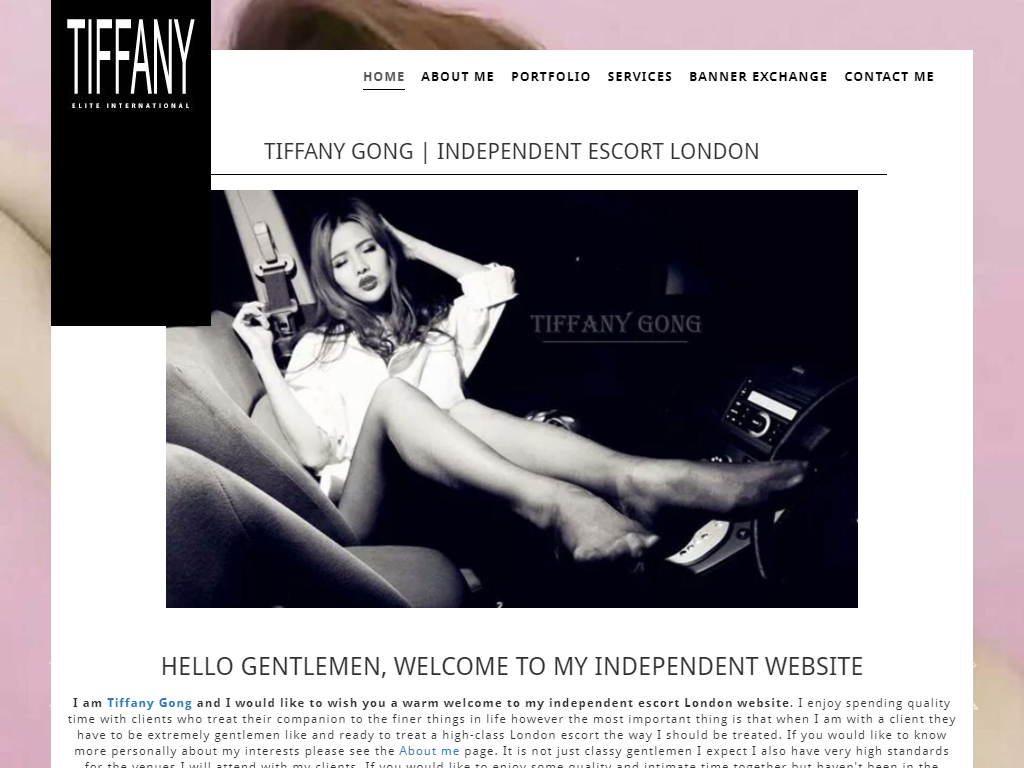 TIFFANY
ELITE INTERNATIONAL
HOME ABOUT ME PORTFOLIO SERVICES BANNER EXCHANGE CONTACT ME
TIFFANY GONG | INDEPENDENT ESCORT LONDON
TIFFANY GONG
HELLO GENTLEMEN, WELCOME TO MY INDEPENDENT WEBSITE
I am Tiffany Gong and I would like to wish you a warm welcome to my independent escort London website. I enjoy spending quality
time with clients who treat their companion to the finer things in life however the most important thing is that when I am with a client they
have to be extremely gentlemen like and ready to treat a high-class London escort the way I should be treated. If you would like to know
more personally about my interests please see the About me page. It is not just classy gentlemen I expect I also have very high standards
for the venues I will attend with my clients. If you would like to enjoy some quality and intimate time together but haven't been in the